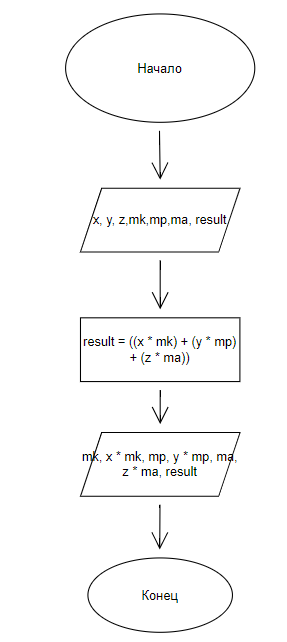 Начало
x, y, z,mk,mp,ma, result
result = ((x * mk) + (y * mp)
+ (z * ma))
mk, x * mk, mp, y * mp, ma,
z * ma, result
Конец